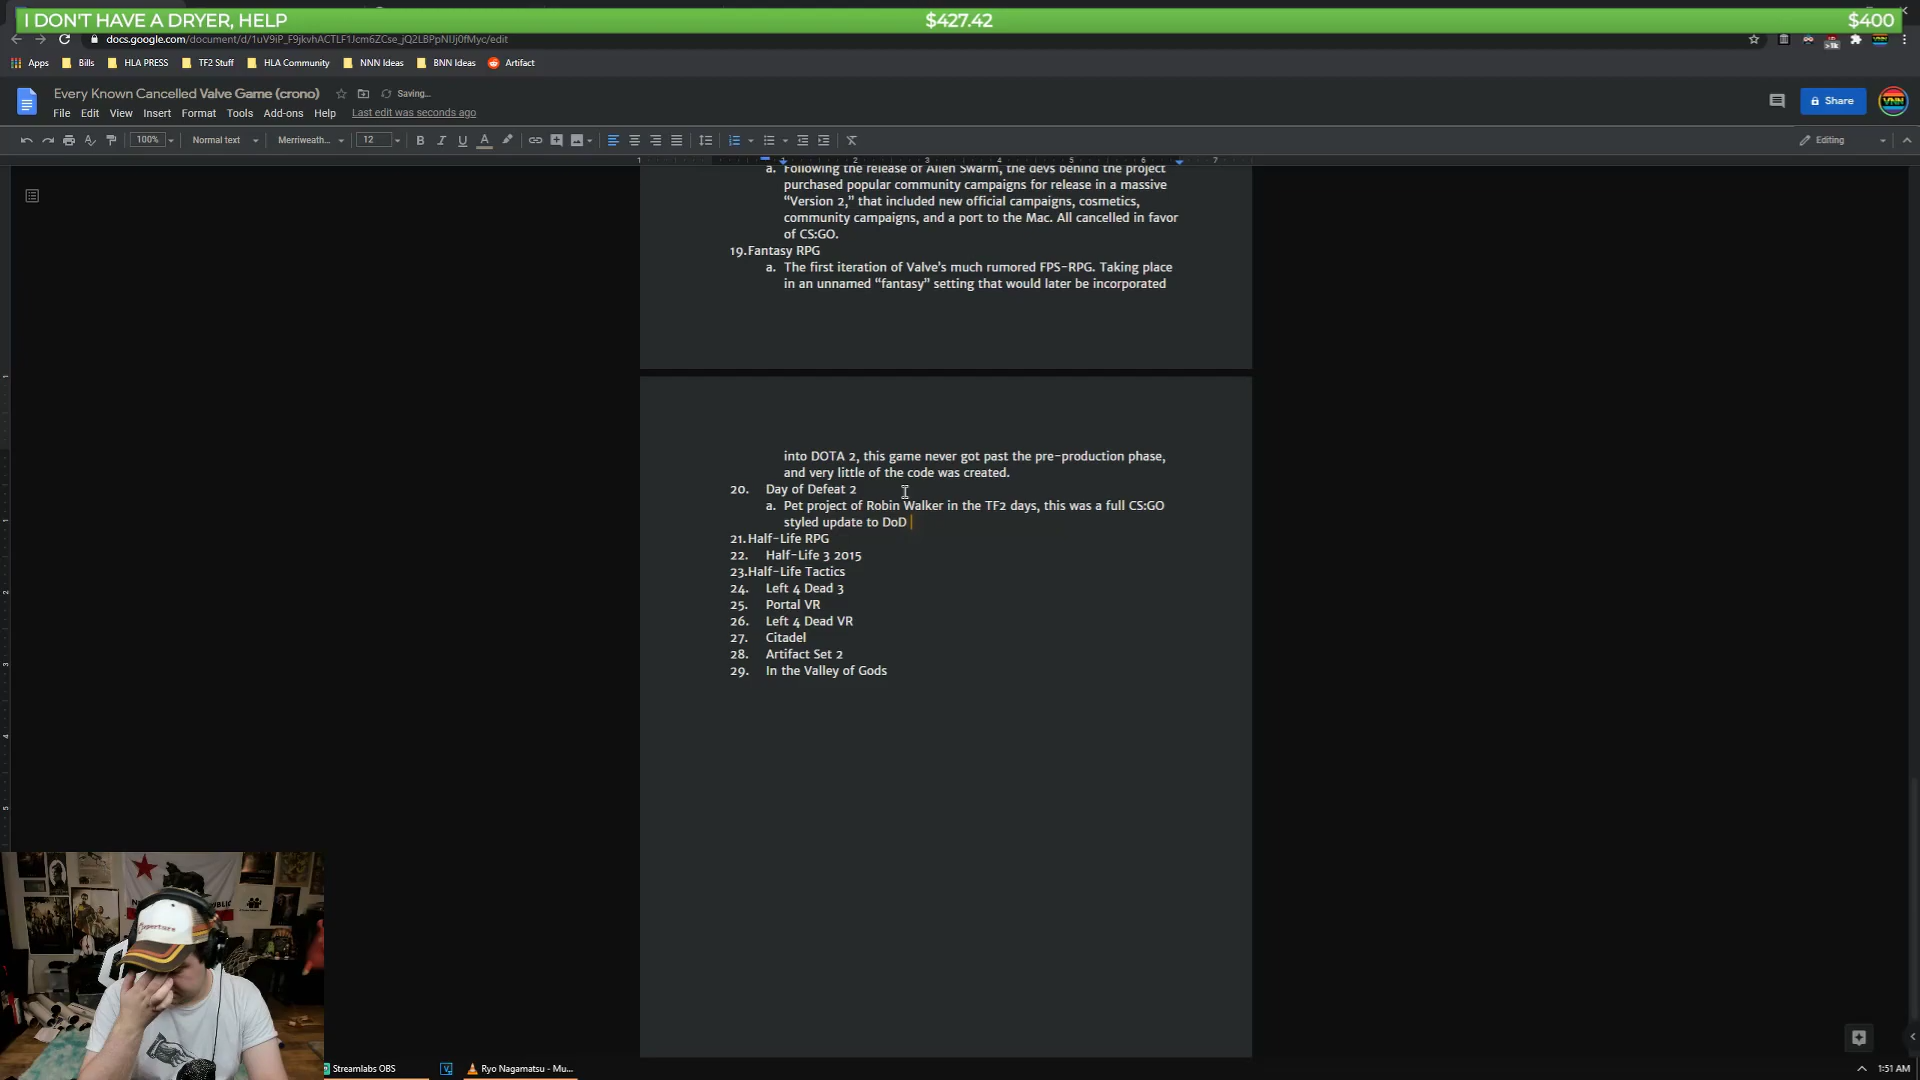 I DON'T HAVE A DRYER, HELP $427.42 $400
docs.google.com/document/d/1uV9iP_F9jkvhACTLF1Jcm6ZCse_jQ2LBPpNIJj0fMyc/edit
Apps Bills HLA PRESS TF2 Stuff HLA Community NNN Ideas BNN Ideas Artifact
Every Known Cancelled Valve Game (crono) Saving...
File Edit View Insert Format Tools Add-ons Help Last edit was seconds ago
Share
VNN
100% Normal text Merriweath... 12 Editing
1 1 2 3 4 5 6 7
a. Following the release of Alien Swarm, the devs behind the project
purchased popular community campaigns for release in a massive
“Version 2,” that included new official campaigns, cosmetics,
community campaigns, and a port to the Mac. All cancelled in favor
of CS:GO.
19. Fantasy RPG
a. The first iteration of Valve’s much rumored FPS-RPG. Taking place
in an unnamed “fantasy” setting that would later be incorporated
into DOTA 2, this game never got past the pre-production phase,
and very little of the code was created.
20. Day of Defeat 2
a. Pet project of Robin Walker in the TF2 days, this was a full CS:GO
styled update to DoD
21. Half-Life RPG
22. Half-Life 3 2015
23. Half-Life Tactics
24. Left 4 Dead 3
25. Portal VR
26. Left 4 Dead VR
27. Citadel
28. Artifact Set 2
29. In the Valley of Gods
Streamlabs OBS Ryo Nagamatsu - Mu... 1:51 AM